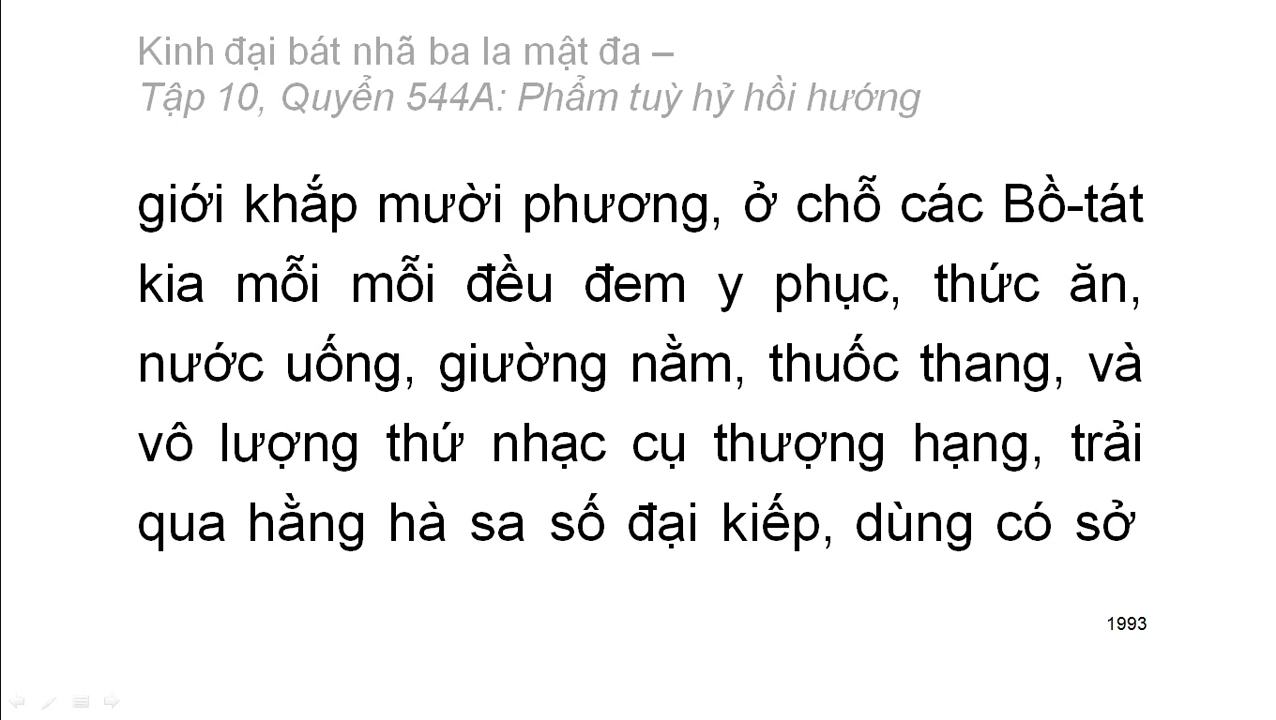 Kinh đại bát nhã ba la mật đa –
Tập 10, Quyển 544A: Phẩm tuỳ hỷ hồi hướng
giới khắp mười phương, ở chỗ các Bồ-tát
kia mỗi mỗi đều đem y phục, thức ăn,
nước uống, giường nằm, thuốc thang, và
vô lượng thứ nhạc cụ thượng hạng, trải
qua hằng hà sa số đại kiếp, dùng có sở
1993